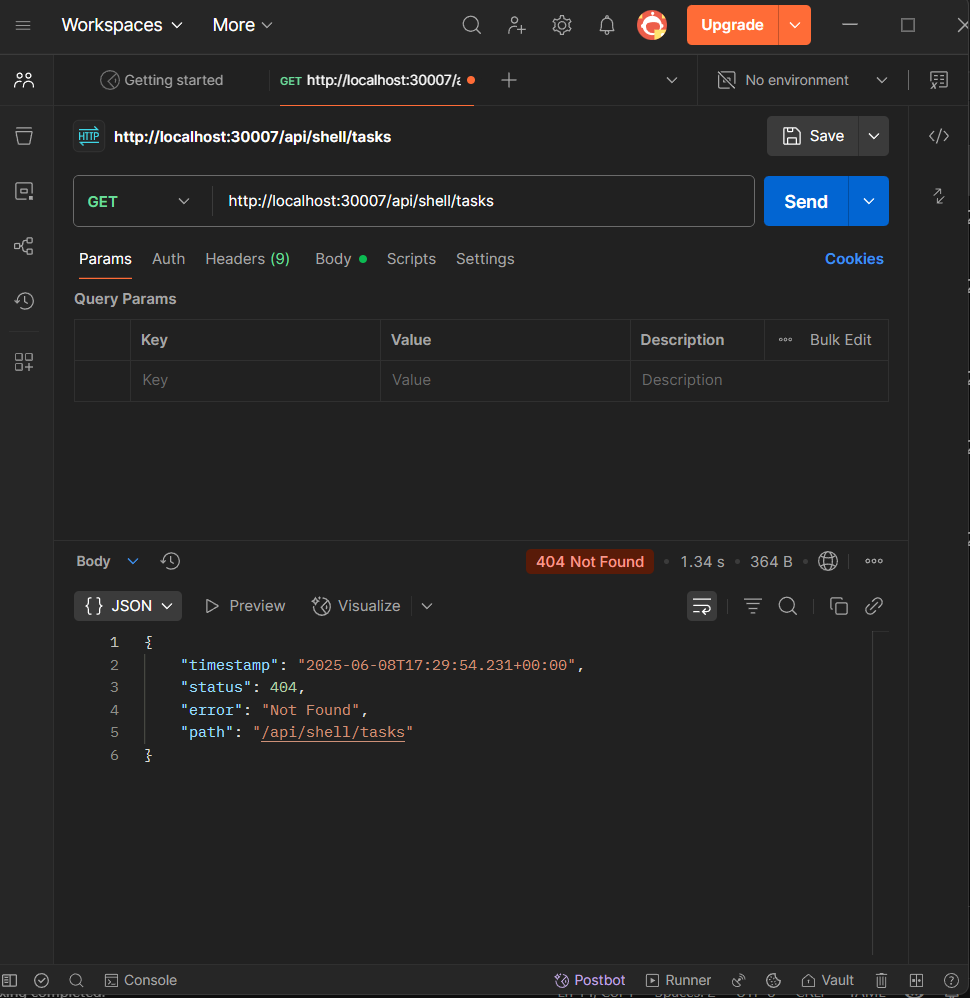 Workspaces More Upgrade
Getting started GET http://localhost:30007/a No environment
HTTP http://localhost:30007/api/shell/tasks Save
GET http://localhost:30007/api/shell/tasks Send
Params Auth Headers (9) Body Scripts Settings Cookies
Query Params
Key Value Description Bulk Edit
Key Value Description
Body 404 Not Found 1.34 s 364 B
{} JSON Preview Visualize
1 {
2 "timestamp": "2025-06-08T17:29:54.231+00:00",
3 "status": 404,
4 "error": "Not Found",
5 "path": "/api/shell/tasks"
6 }
Console Postbot Runner Vault